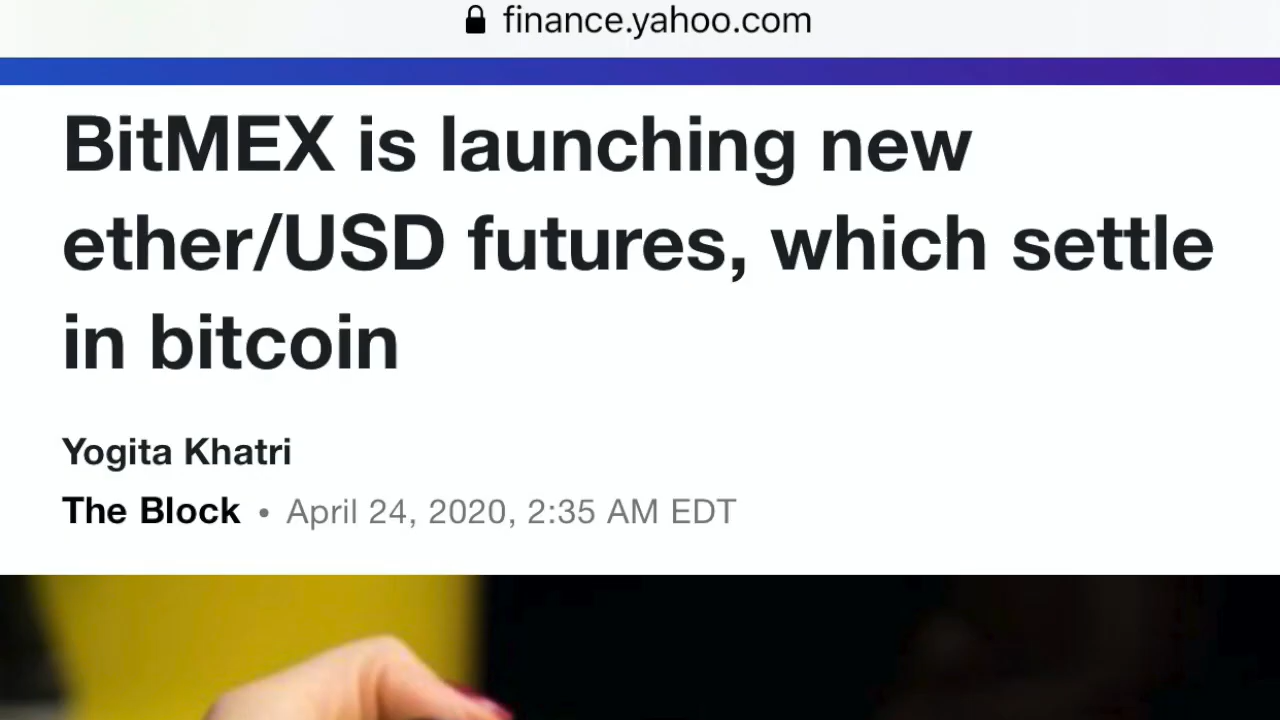 finance.yahoo.com
BitMEX is launching new
ether/USD futures, which settle
in bitcoin
Yogita Khatri
The Block • April 24, 2020, 2:35 AM EDT